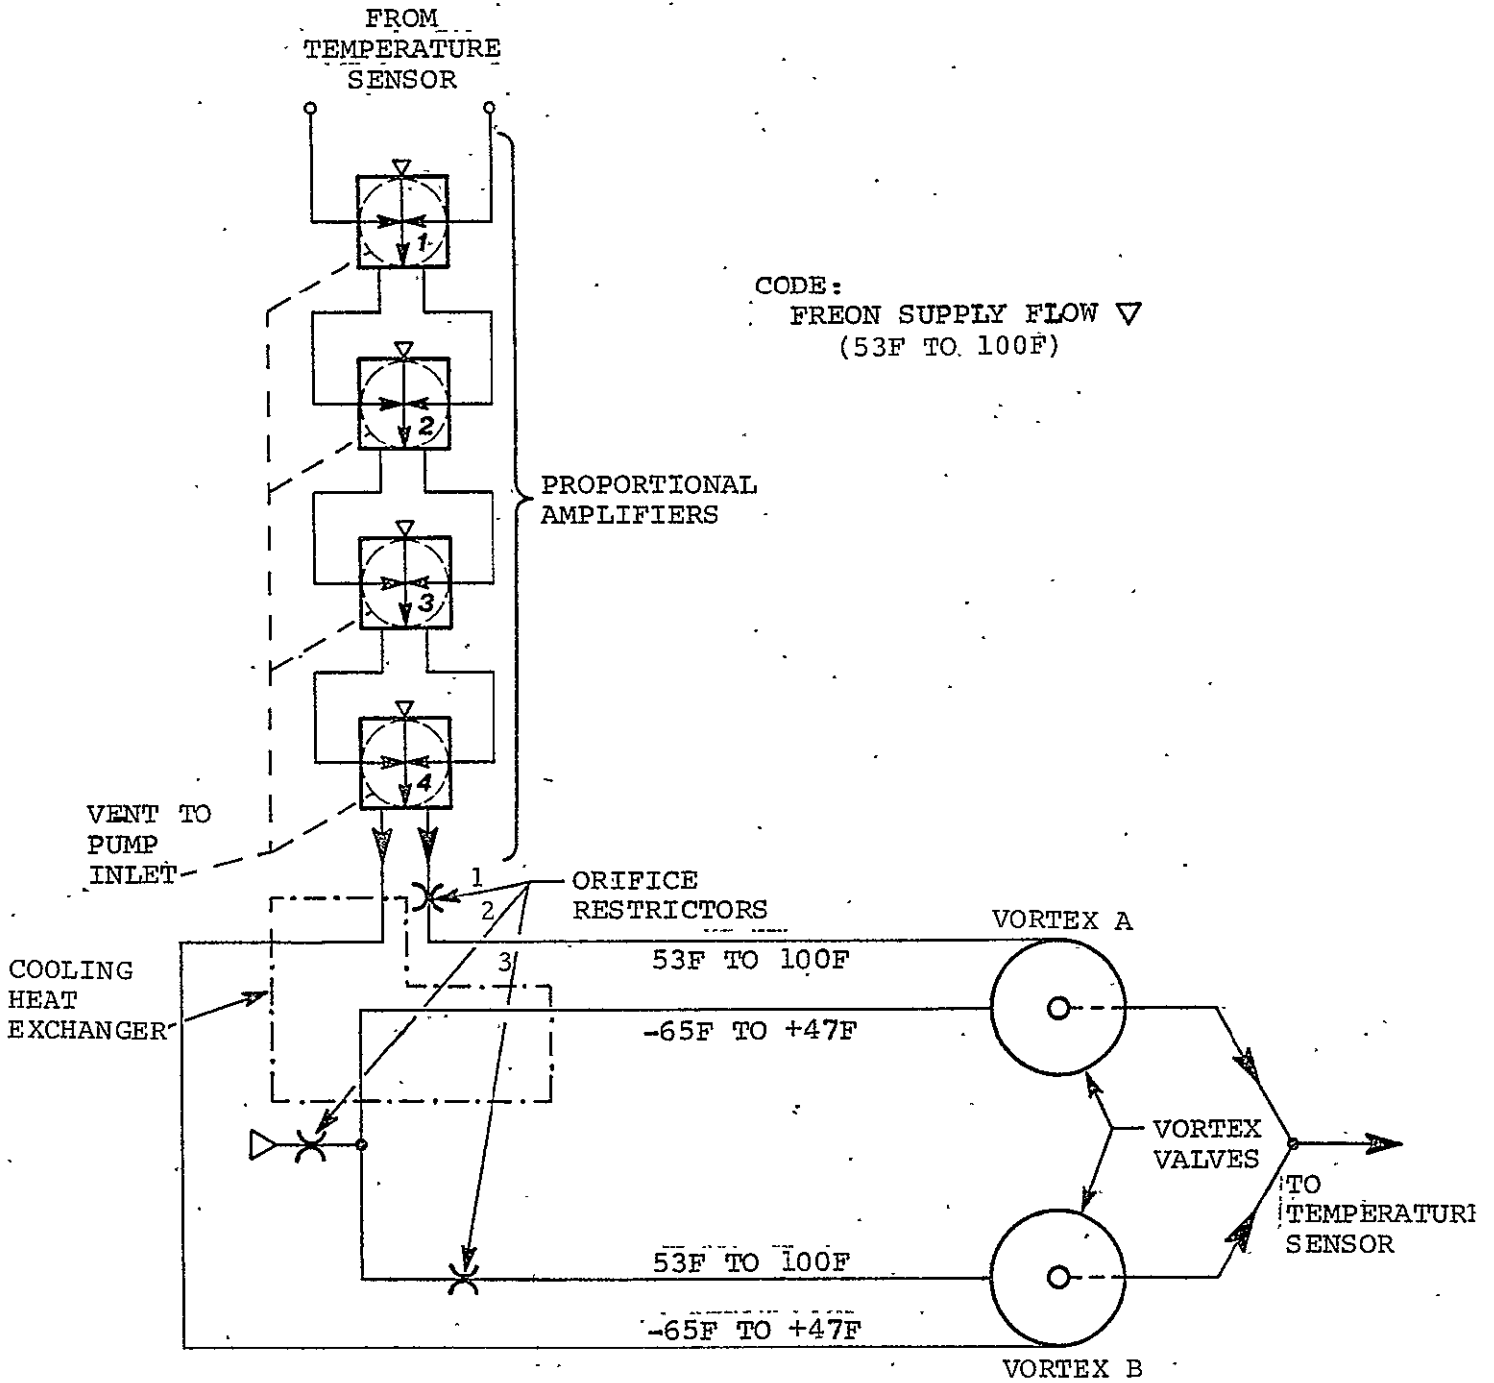 FROM
TEMPERATURE
SENSOR
1
CODE:
FREON SUPPLY FLOW
(53F TO 100F)
2
PROPORTIONAL
AMPLIFIERS
3
4
VENT TO
PUMP
INLET
1
2
3
ORIFICE
RESTRICTORS
VORTEX A
53F TO 100F
COOLING
HEAT
EXCHANGER
-65F TO +47F
VORTEX
VALVES
TO
TEMPERATUR
SENSOR
53F TO 100F
-65F TO +47F
VORTEX B